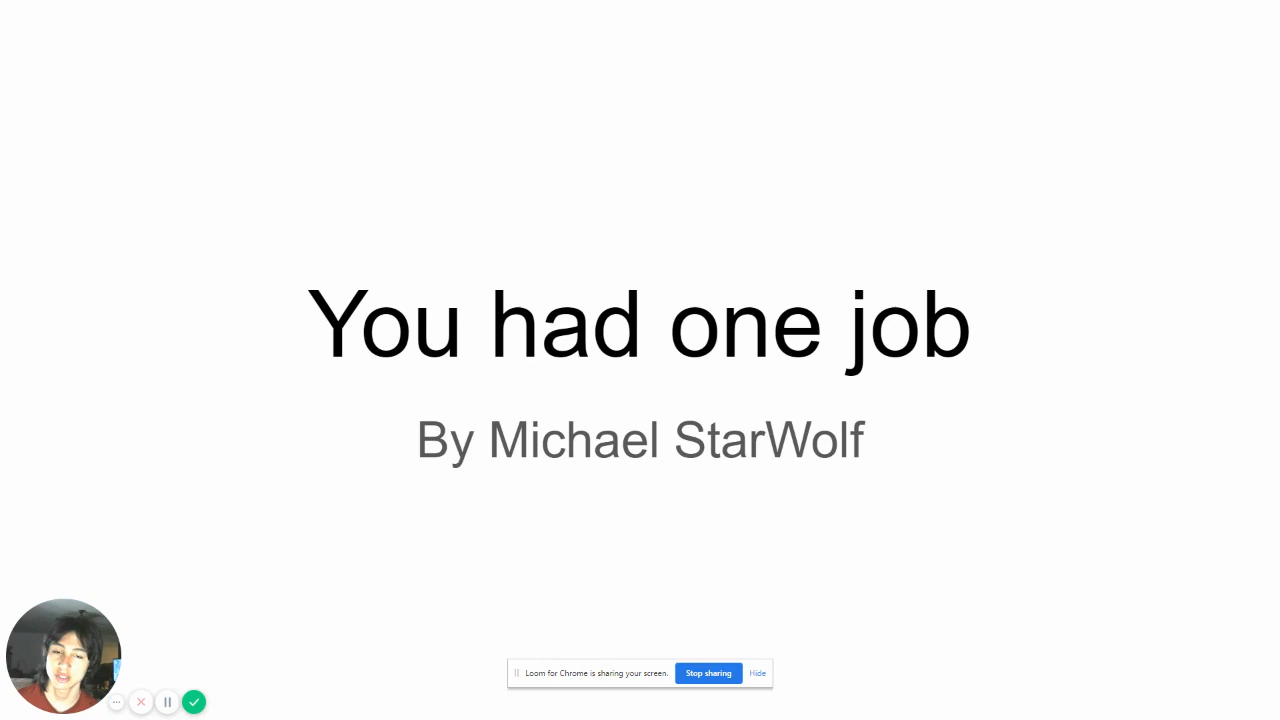 You had one job
By Michael StarWolf
Loom for Chrome is sharing your screen. Stop sharing Hide